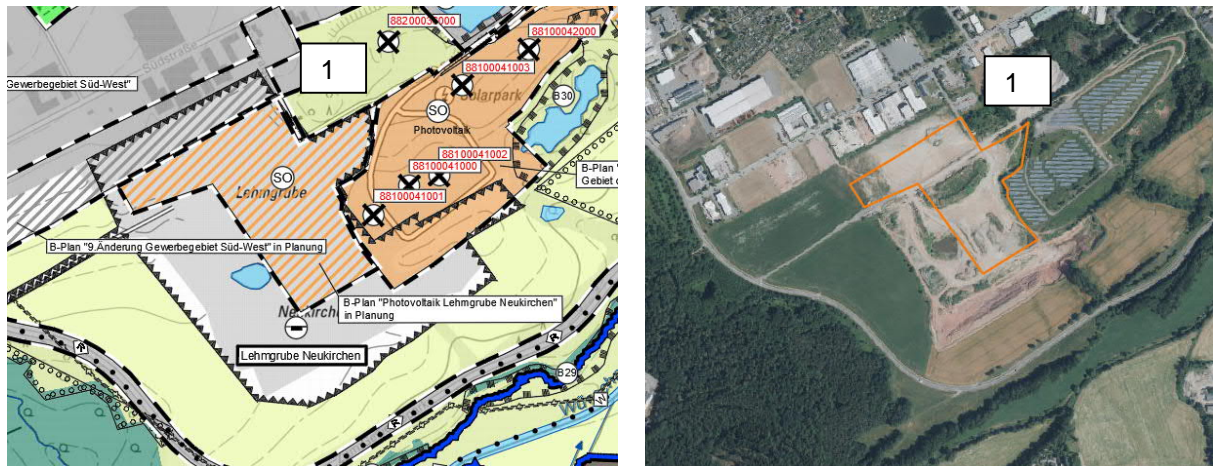 88200035000
88100042000
Südstraße
1
Gewerbegebiet Süd-West"
88100041003
Solarpark
SO
B30
Photovoltaik
88100041002
88100041000
B-Plan "
Gebiet
SO
Lehmgrube
88100041001
B-Plan "9.Änderung Gewerbegebiet Süd-West" in Planung
B-Plan "Photovoltaik Lehmgrube Neukirchen"
in Planung
Lehmgrube Neukirchen
B29
W
1